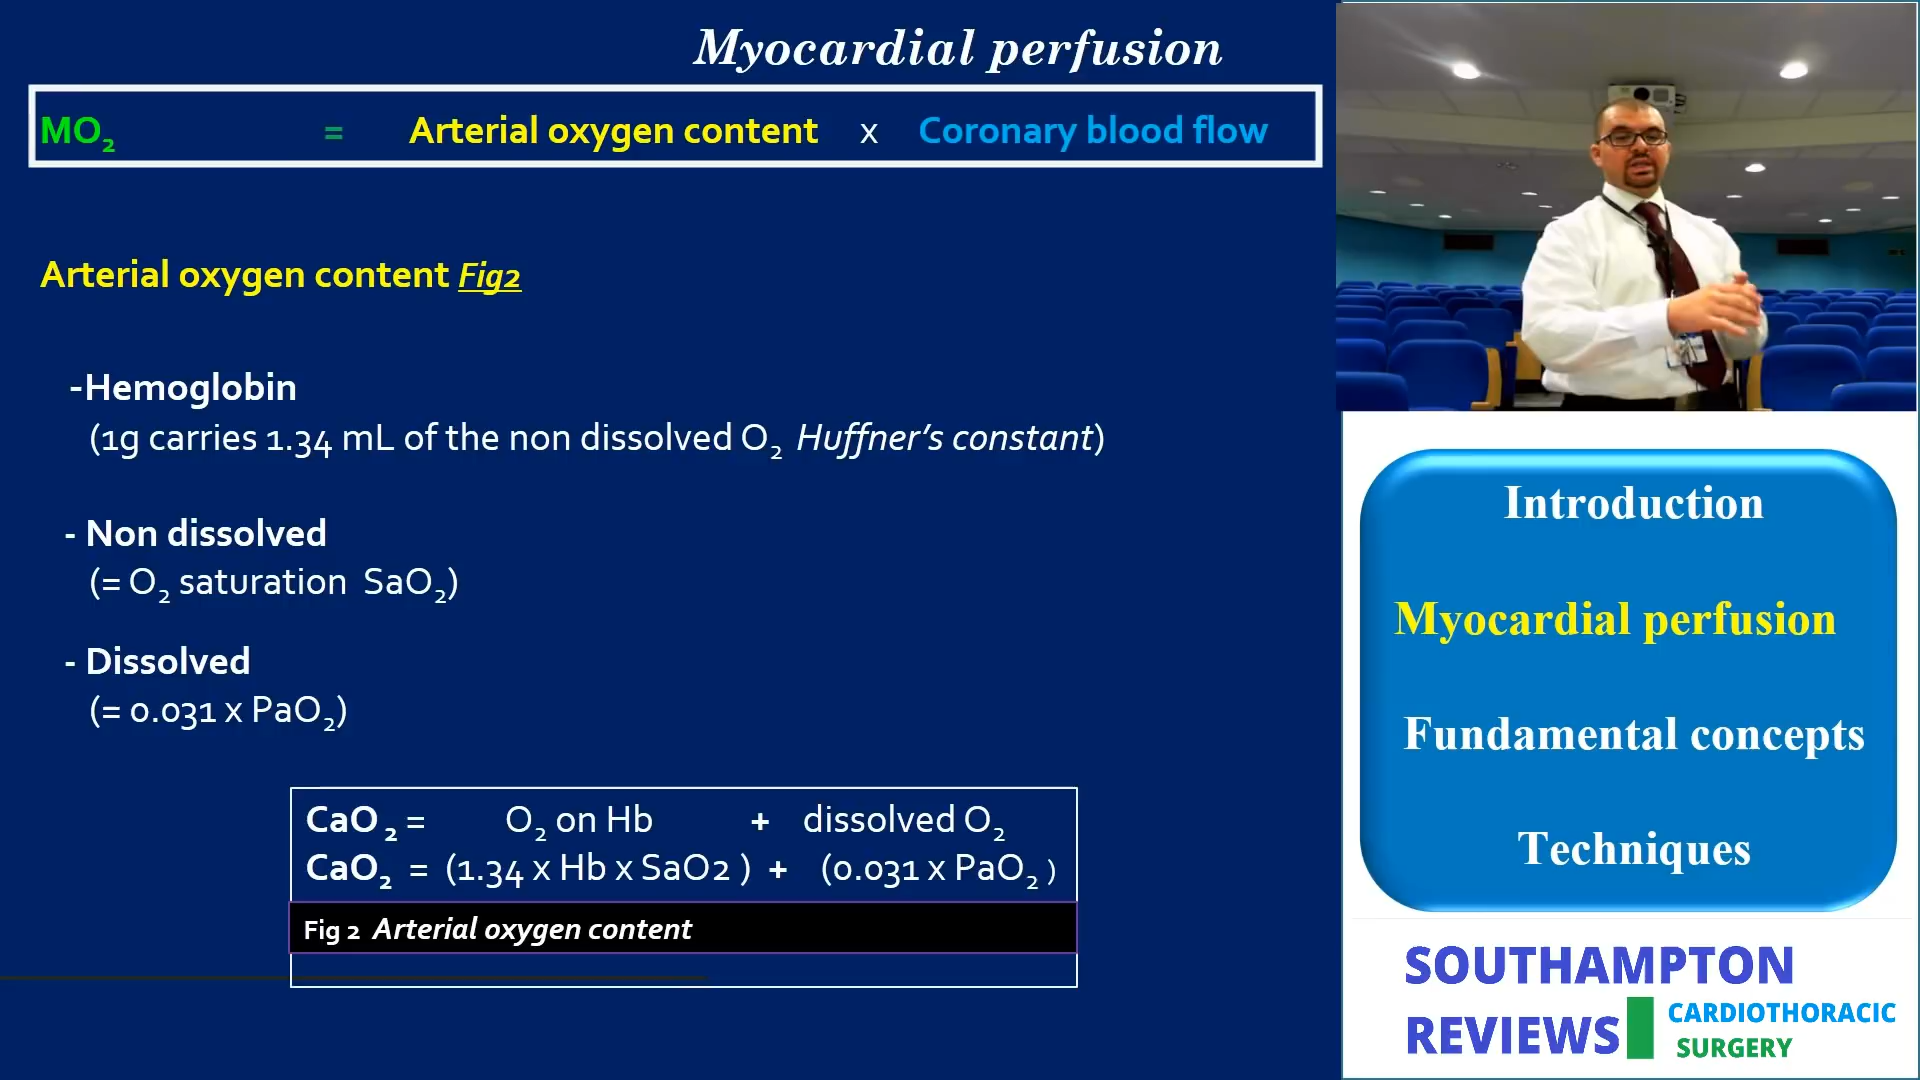 Myocardial perfusion
MO₂ = Arterial oxygen content x Coronary blood flow
Arterial oxygen content Fig2
-Hemoglobin
(1g carries 1.34 mL of the non dissolved O₂ Huffner’s constant)
- Non dissolved
(= O₂ saturation SaO₂)
- Dissolved
(= 0.031 x PaO₂)
CaO₂ = O₂ on Hb + dissolved O₂
CaO₂ = (1.34 x Hb x SaO2 ) + (0.031 x PaO₂ )
Fig 2 Arterial oxygen content
Introduction
Myocardial perfusion
Fundamental concepts
Techniques
SOUTHAMPTON
REVIEWS CARDIOTHORACIC
SURGERY